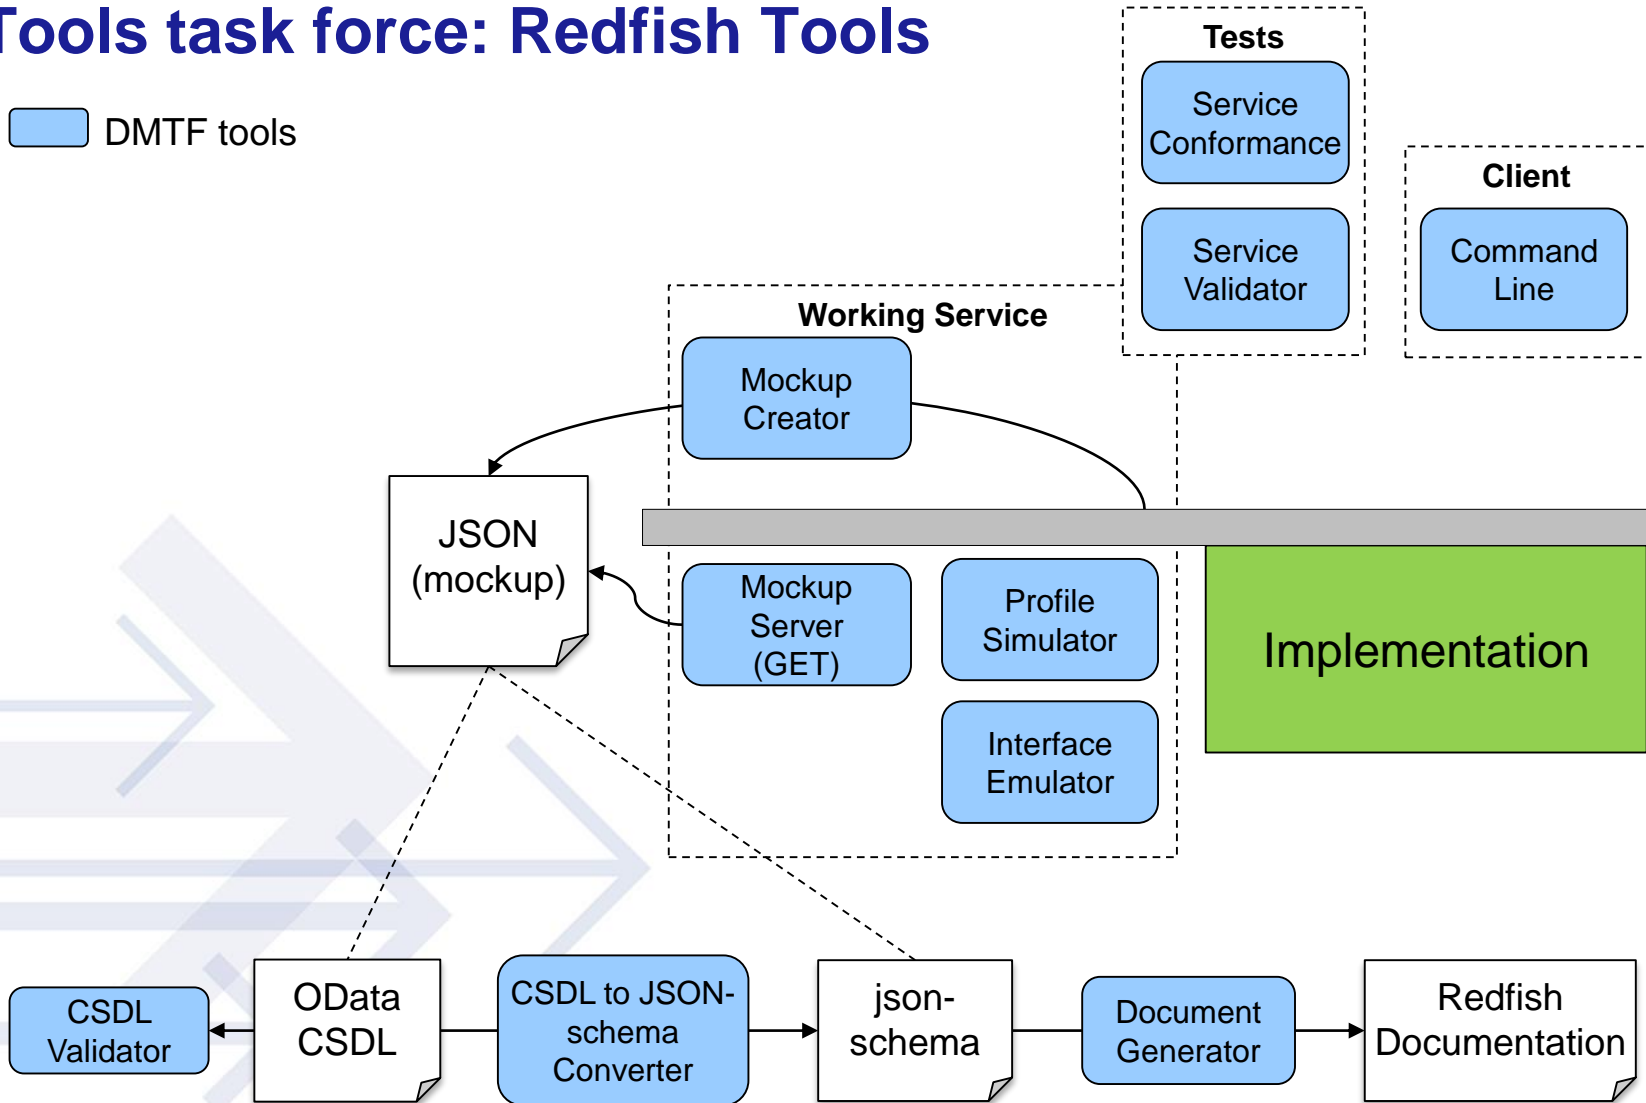 Tools task force: Redfish Tools
DMTF tools
Tests
Service
Conformance
Service
Validator
Client
Command
Line
Working Service
Mockup
Creator
JSON
(mockup)
Mockup
Server
(GET)
Profile
Simulator
Interface
Emulator
Implementation
CSDL
Validator
OData
CSDL
CSDL to JSON-
schema
Converter
json-
schema
Document
Generator
Redfish
Documentation